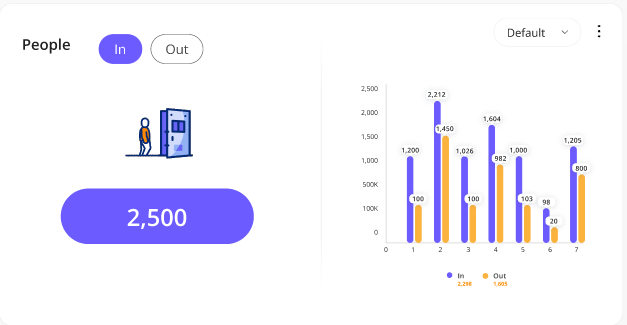 People
In
Out
Default
2,500
2,500
2,000
1,500
1,000
500K
100K
0
1,200
100
2,212
1,450
1,026
100
1,604
982
1,000
103
98
20
1,205
800
0 1 2 3 4 5 6 7
In
Out
2,298
1,605